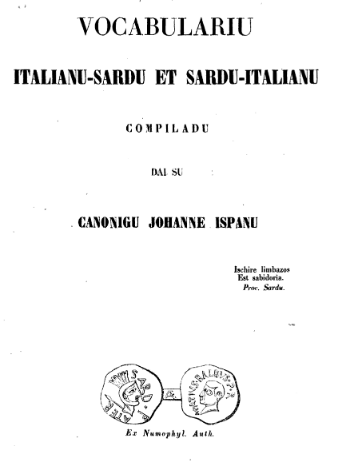 VOCABULARIU
ITALIANU-SARDU ET SARDU-ITALIANU
COMPILADU
DAI SU
CANONIGU JOHANNE ISPANU
Ischire limbazos
Est sabidoria.
Prov. Sardu.
Ex Numophyl. Auth.